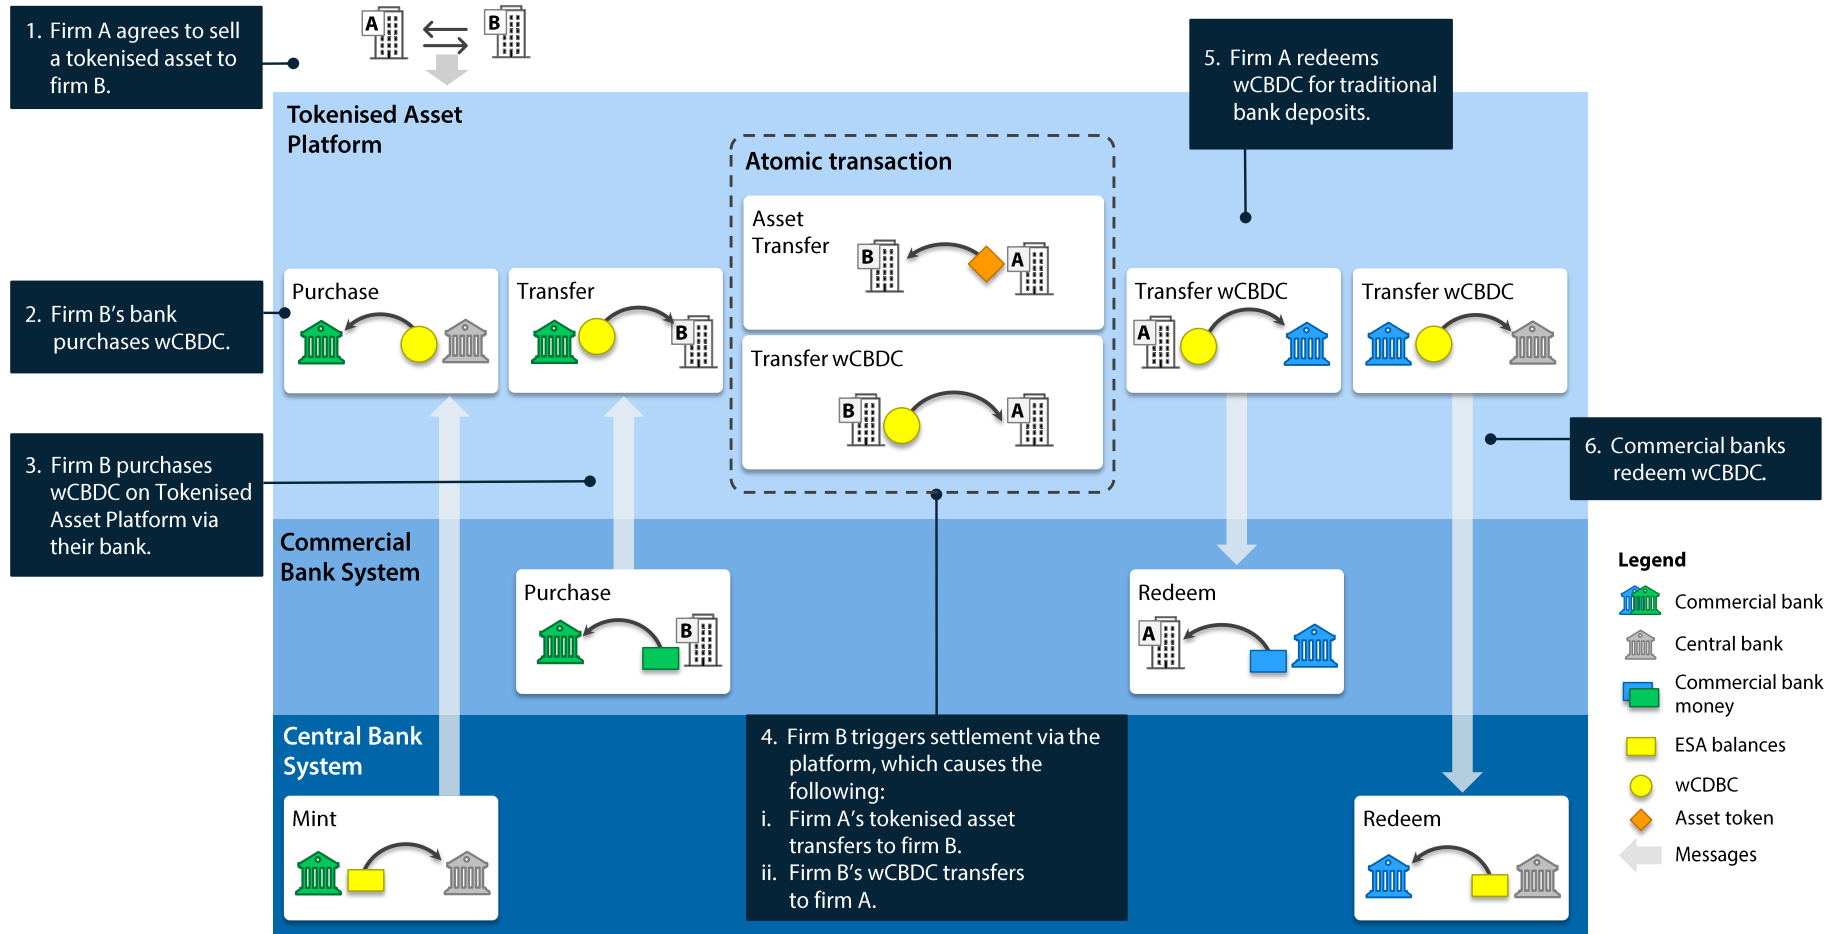 1. Firm A agrees to sell
a tokenised asset to
firm B.
A
B
Tokenised Asset
Platform
5. Firm A redeems
wCBDC for traditional
bank deposits.
Atomic transaction
Asset
Transfer
B
A
2. Firm B’s bank
purchases wCBDC.
Purchase
Transfer
B
Transfer wCBDC
B
A
Transfer wCBDC
A
Transfer wCBDC
3. Firm B purchases
wCBDC on Tokenised
Asset Platform via
their bank.
6. Commercial banks
redeem wCBDC.
Commercial
Bank System
Purchase
B
Redeem
A
Central Bank
System
Mint
4. Firm B triggers settlement via the
platform, which causes the
following:
i. Firm A’s tokenised asset
transfers to firm B.
ii. Firm B’s wCBDC transfers
to firm A.
Redeem
Legend
Commercial bank
Central bank
Commercial bank
money
ESA balances
wCDBC
Asset token
Messages